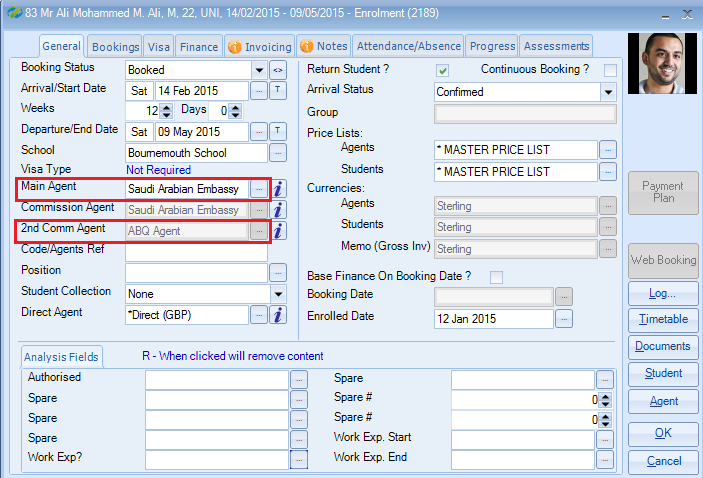 83 Mr Ali Mohammed M. Ali, M, 22, UNI, 14/02/2015 - 09/05/2015 - Enrolment (2189)
General Bookings Visa Finance Invoicing Notes Attendance/Absence Progress Assessments
Booking Status Booked <> Return Student ? Continuous Booking ?
Arrival/Start Date Sat 14 Feb 2015 ... T Arrival Status Confirmed
Weeks 12 Days 0 Group
Departure/End Date Sat 09 May 2015 ... T Price Lists:
School Bournemouth School ... Agents * MASTER PRICE LIST ...
Visa Type Not Required Students * MASTER PRICE LIST ...
Main Agent Saudi Arabian Embassy ... i Currencies:
Commission Agent Saudi Arabian Embassy ... i Agents Sterling ...
2nd Comm Agent ABQ Agent ... i Students Sterling ...
Code/Agents Ref Memo (Gross Inv) Sterling ...
Position ... Base Finance On Booking Date ?
Student Collection None Booking Date ...
Direct Agent *Direct (GBP) ... i Enrolled Date 12 Jan 2015 ...
Payment
Plan
Web Booking
Log...
Timetable
Documents
Student
Agent
OK
Cancel
Analysis Fields R - When clicked will remove content
Authorised ... Spare ...
Spare ... Spare # 0
Spare ... Spare # 0
Spare ... Work Exp. Start ...
Work Exp? ... Work Exp. End ...